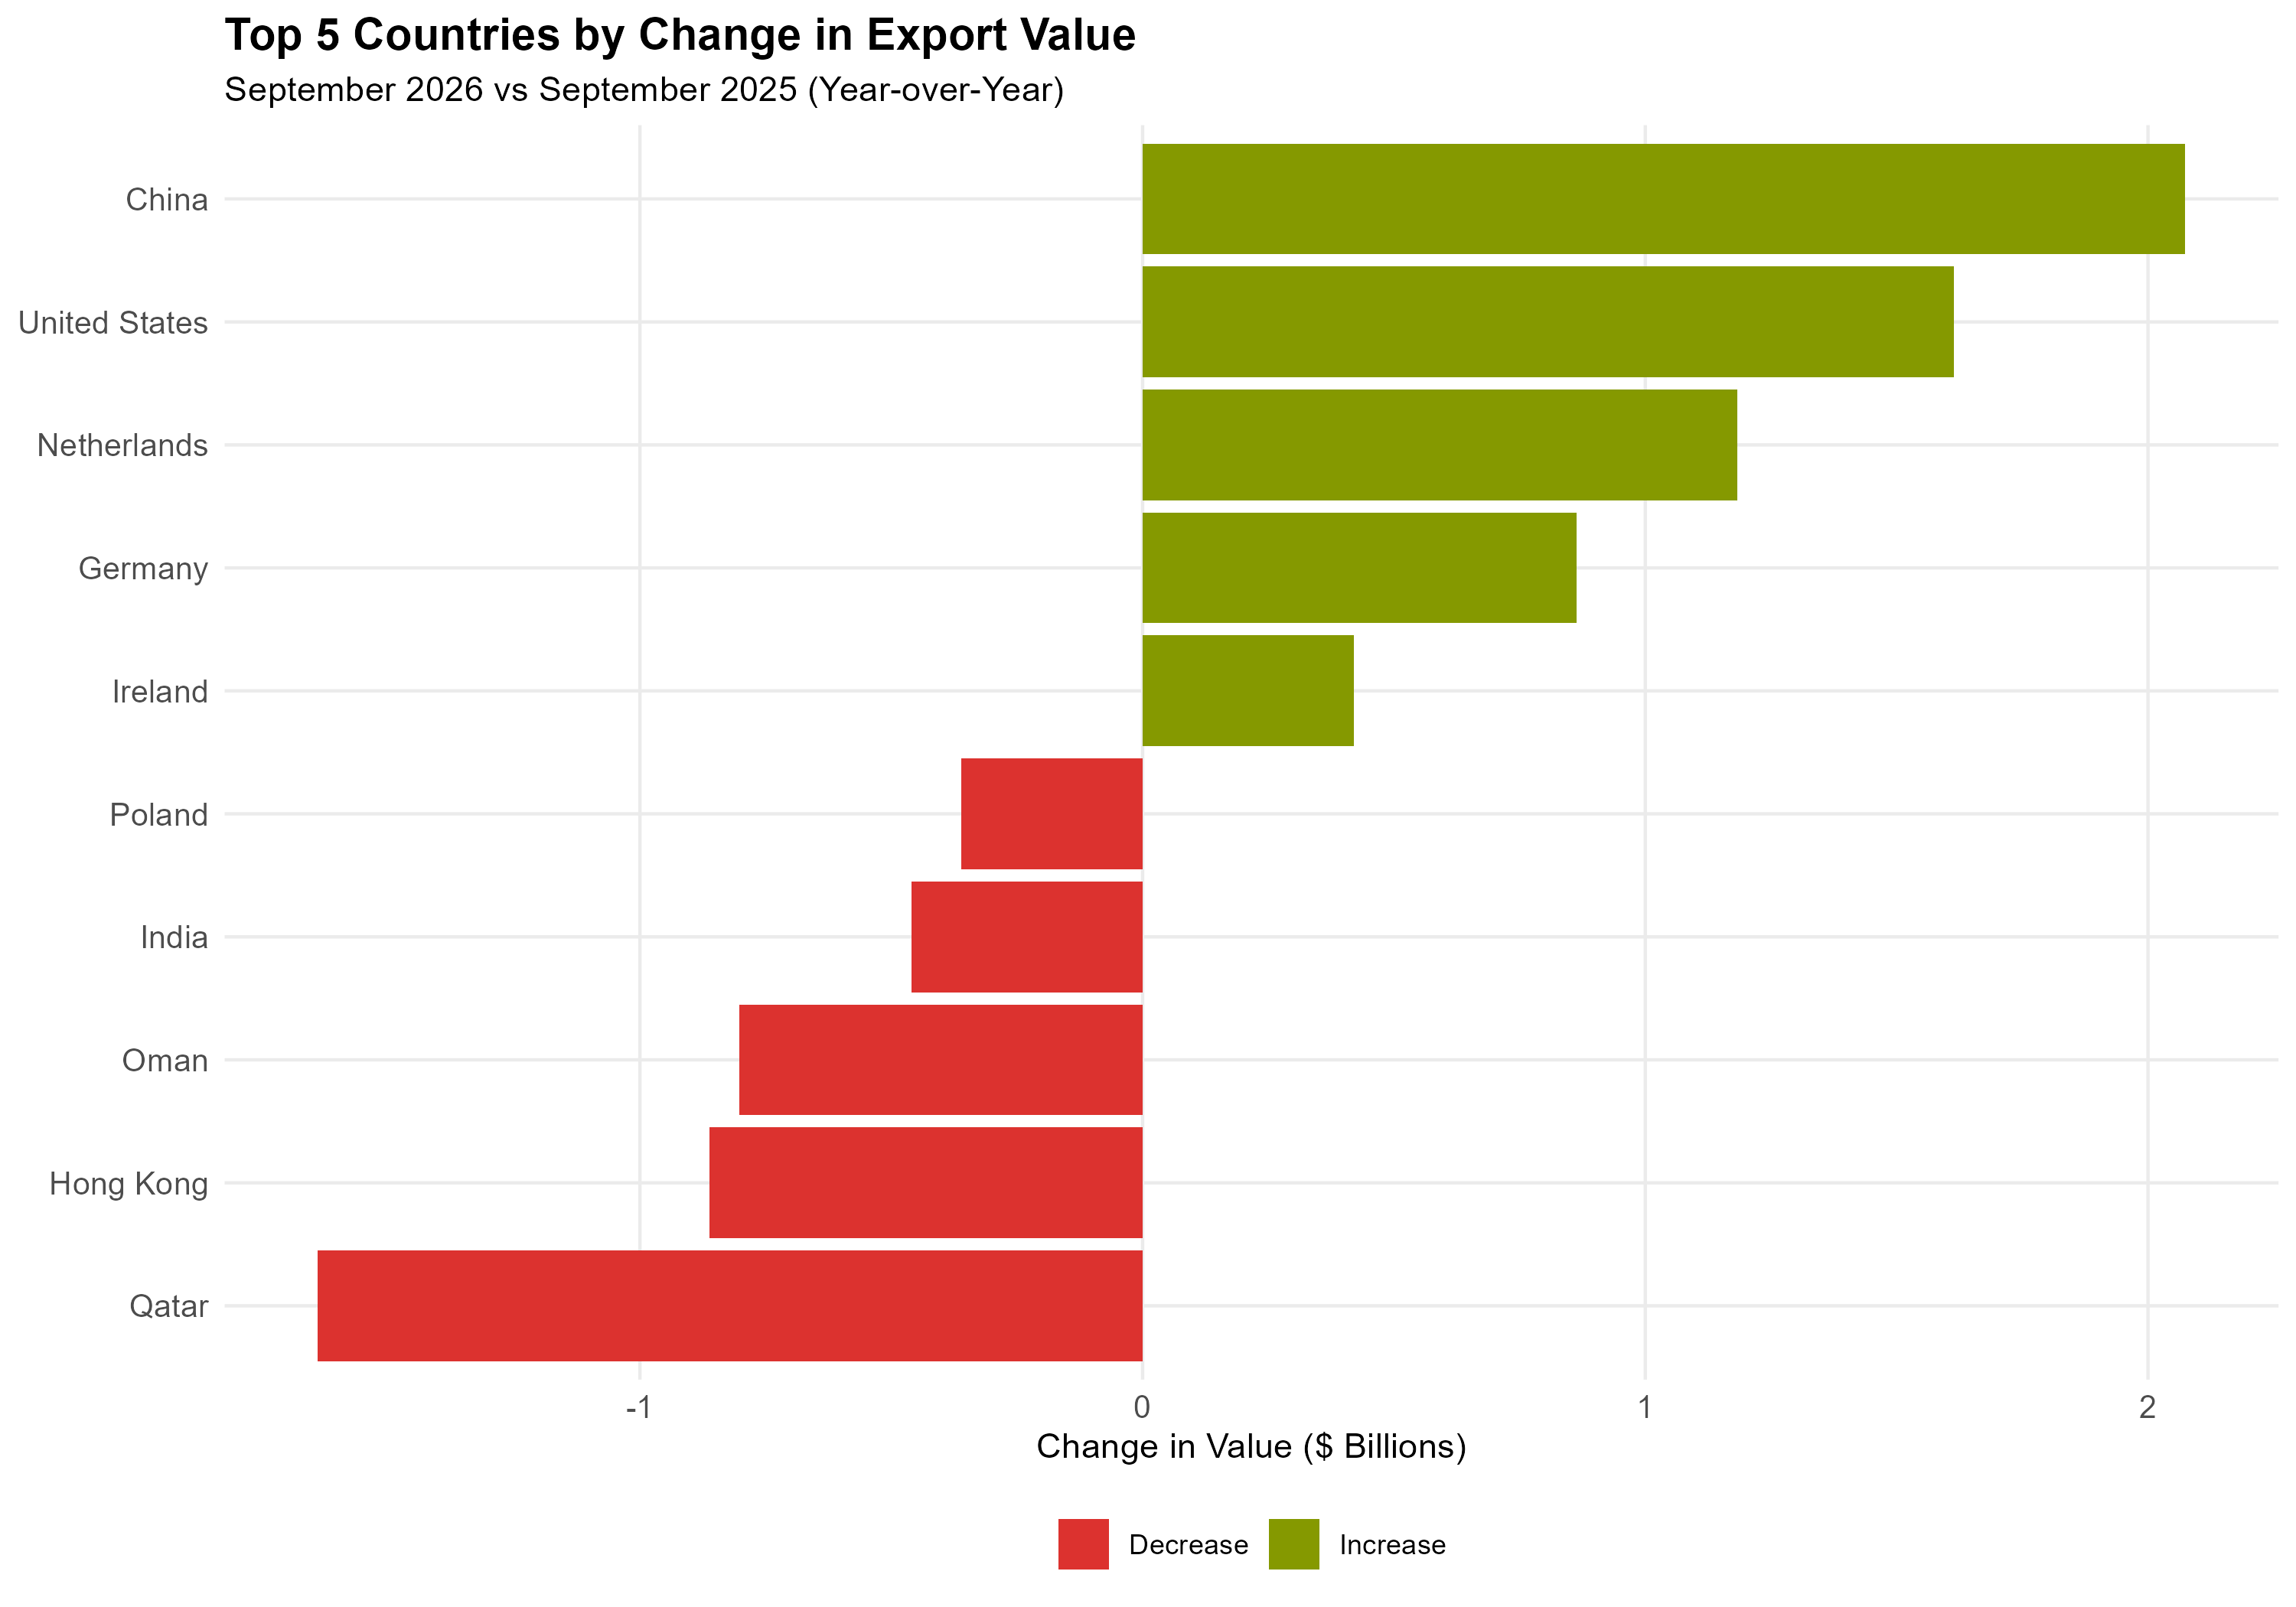 Top 5 Countries by Change in Export Value
September 2026 vs September 2025 (Year-over-Year)
China
United States
Netherlands
Germany
Ireland
Poland
India
Oman
Hong Kong
Qatar
-1 0 1 2
Change in Value ($ Billions)
Decrease Increase